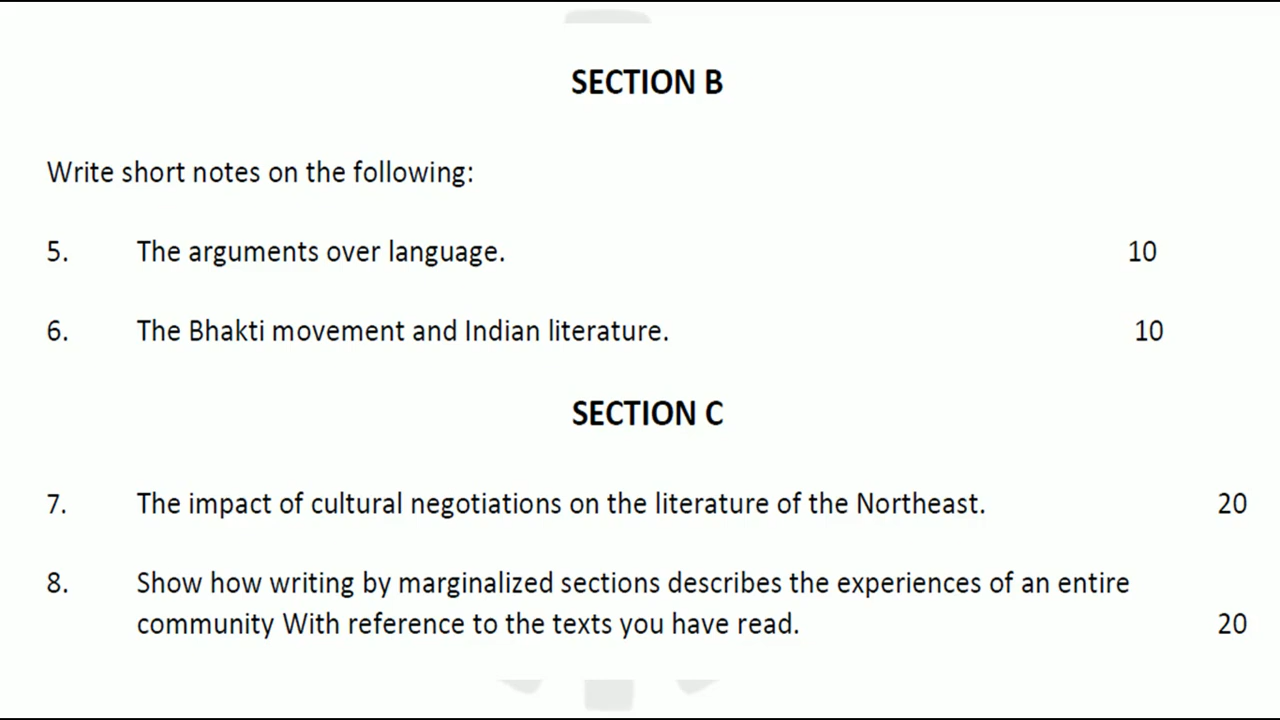 SECTION B
Write short notes on the following:
5. The arguments over language. 10
6. The Bhakti movement and Indian literature. 10
SECTION C
7. The impact of cultural negotiations on the literature of the Northeast. 20
8. Show how writing by marginalized sections describes the experiences of an entire
community With reference to the texts you have read. 20